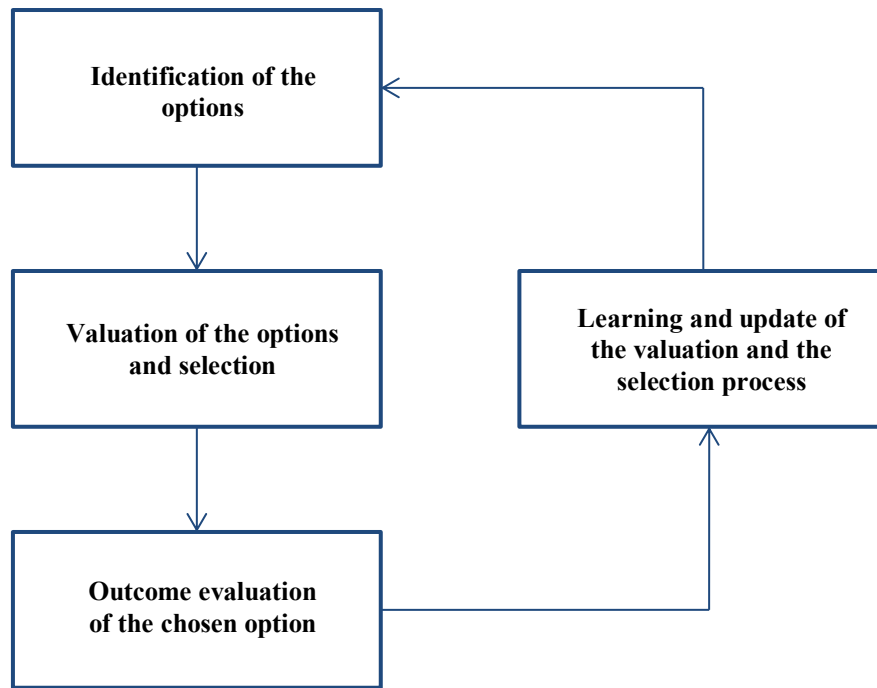 Identification of the
options
Valuation of the options
and selection
Learning and update of
the valuation and the
selection process
Outcome evaluation
of the chosen option